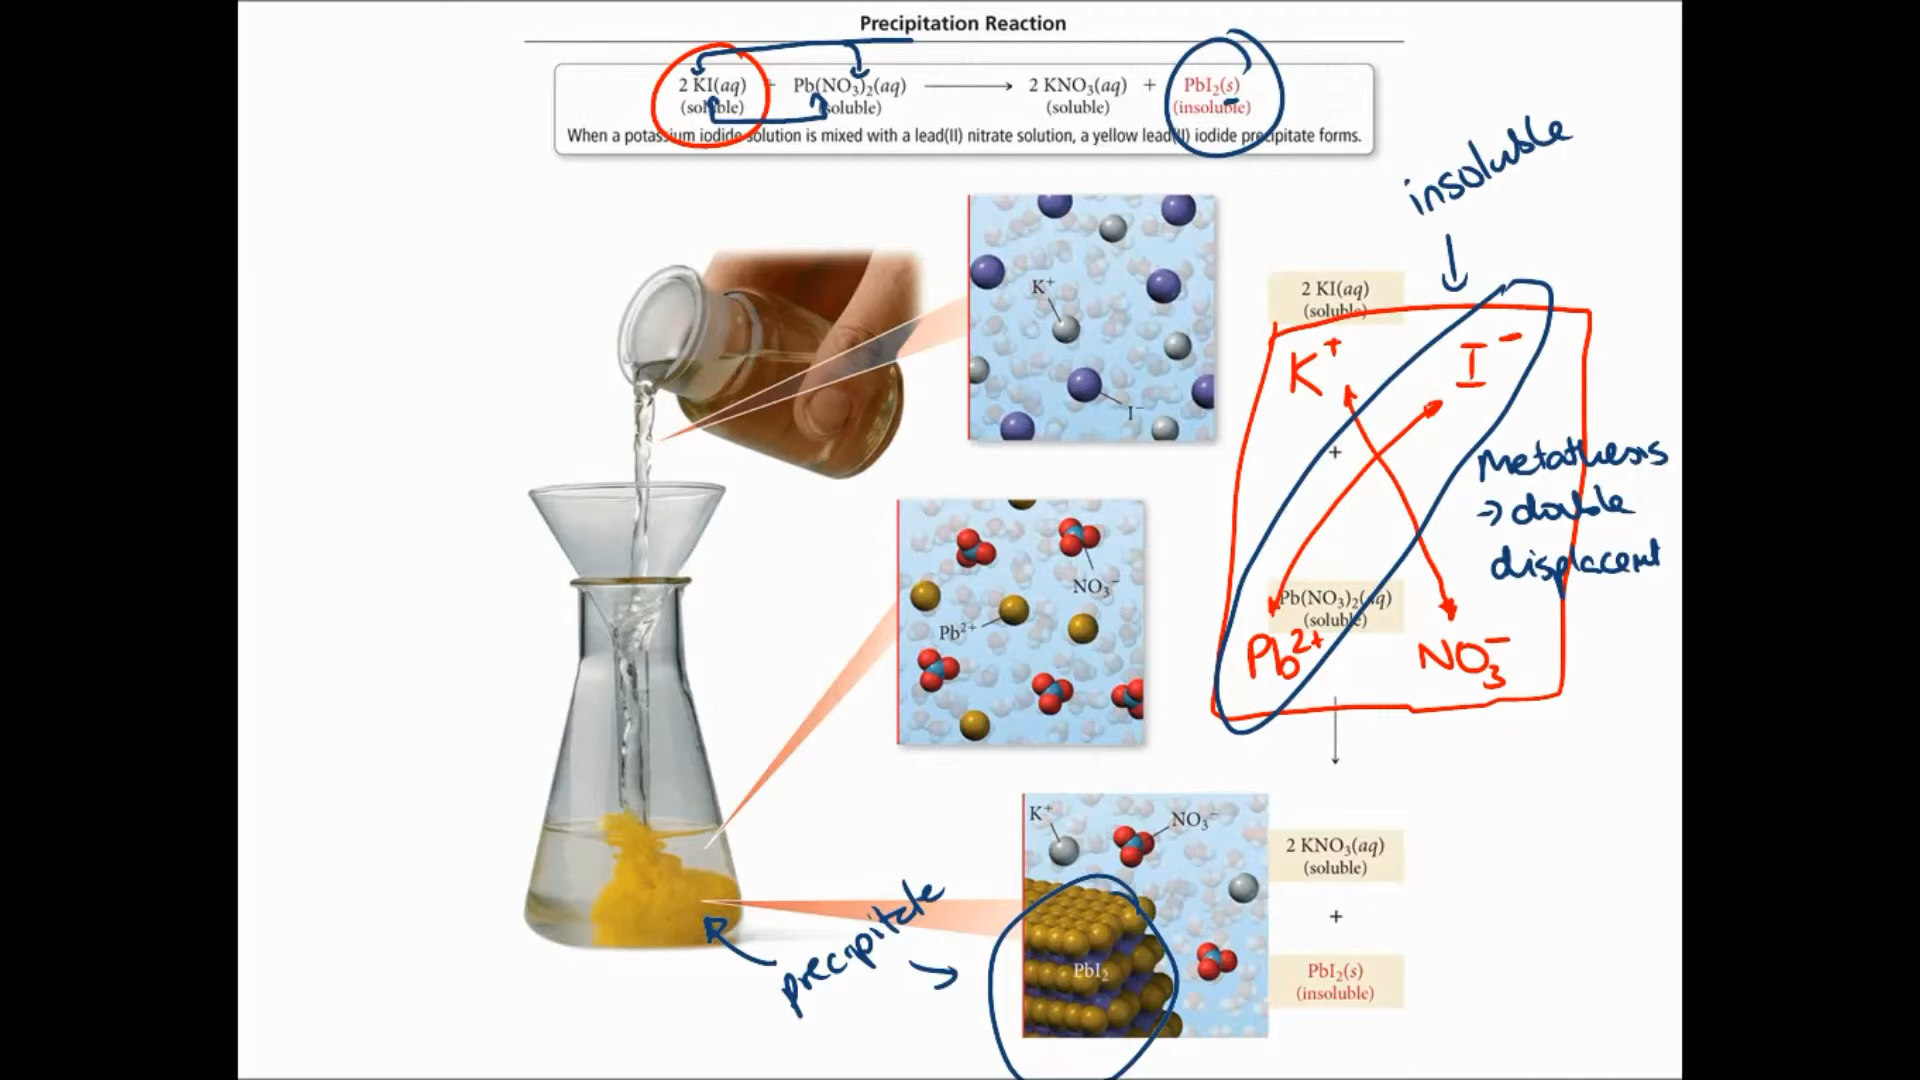 Precipitation Reaction
2 KI(aq) + Pb(NO₃)₂(aq) ⟶ 2 KNO₃(aq) + PbI₂(s)
(soluble) (soluble) (soluble) (insoluble)
When a potassium iodide solution is mixed with a lead(II) nitrate solution, a yellow lead(II) iodide precipitate forms.
insoluble
K⁺
I⁻
2 KI(aq)
(soluble)
K⁺
I⁻
+
Metathesis
→ double
displacent
NO₃⁻
Pb²⁺
Pb(NO₃)₂(aq)
(soluble)
Pb²⁺
NO₃⁻
K⁺
NO₃⁻
PbI₂
2 KNO₃(aq)
(soluble)
+
PbI₂(s)
(insoluble)
precipitate